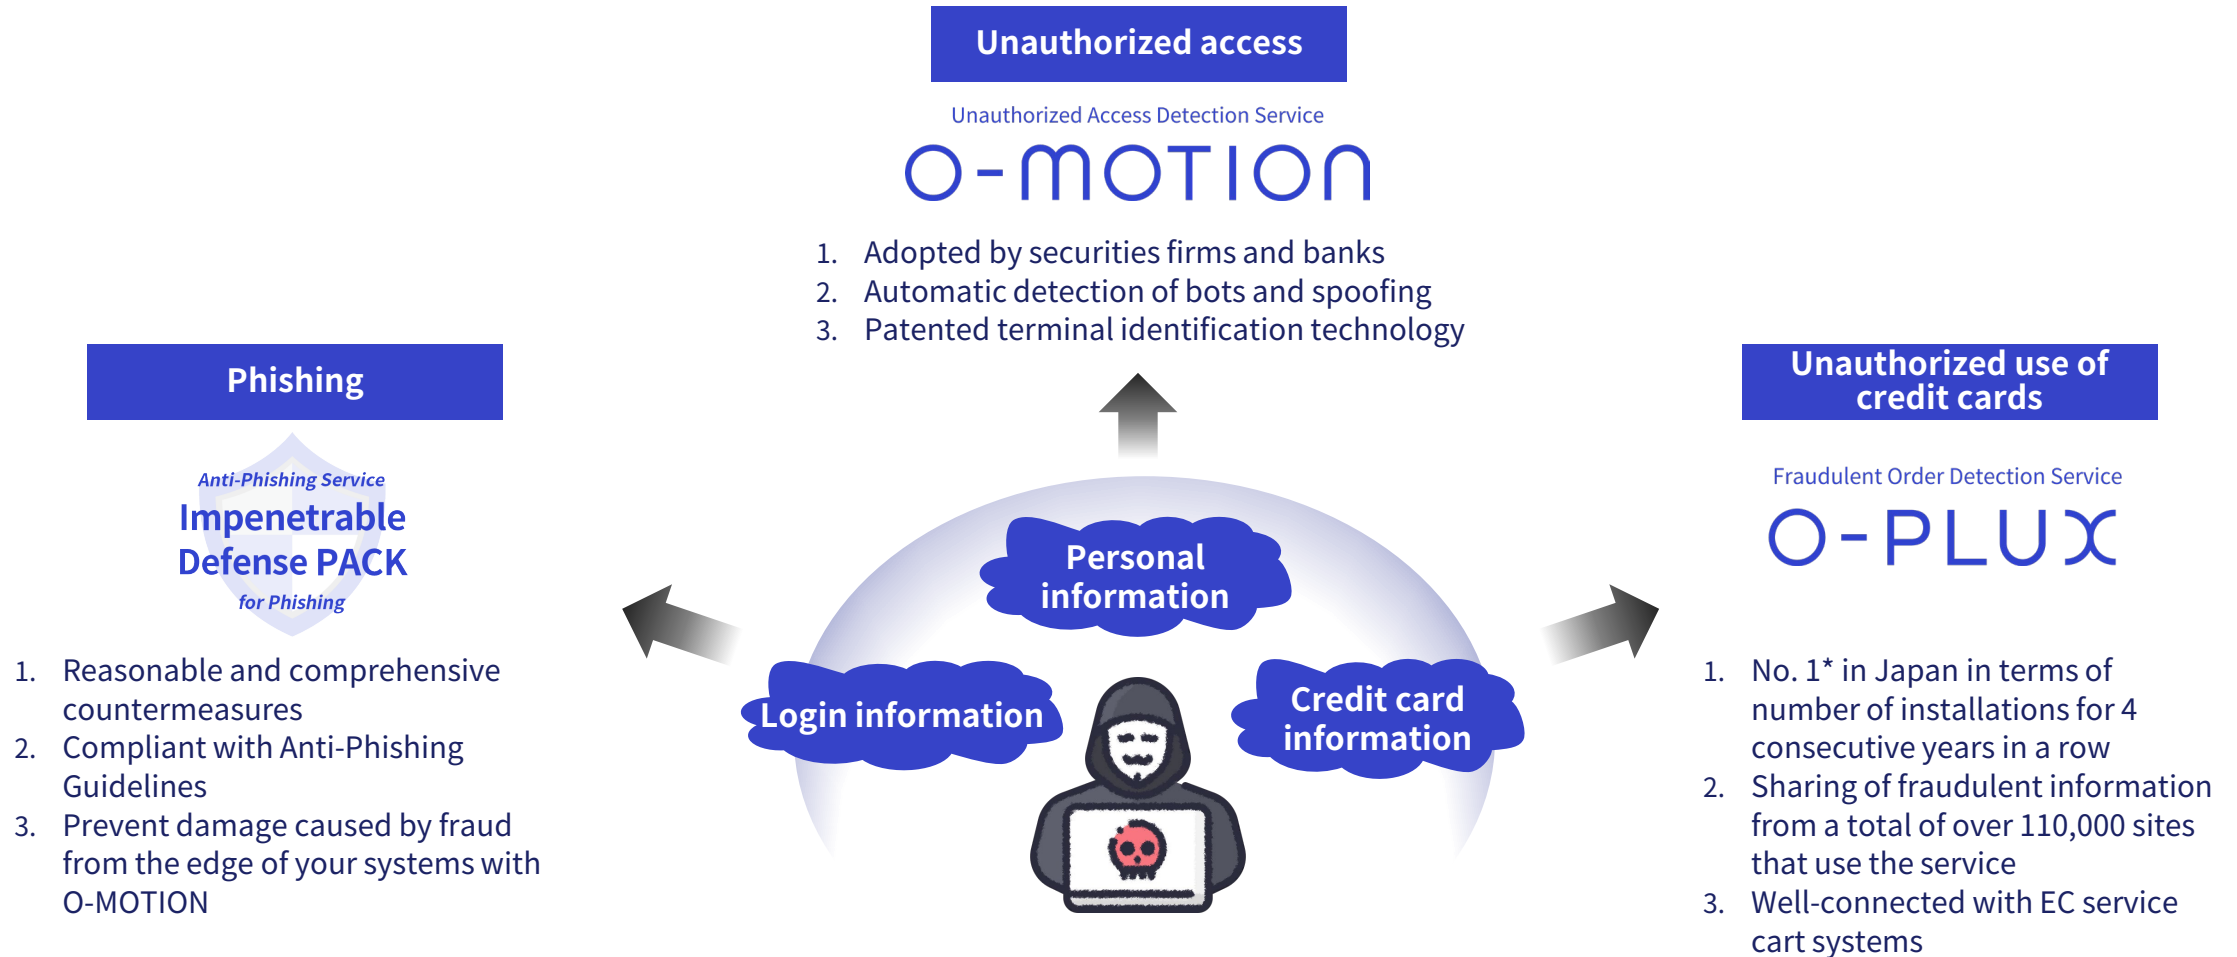 Unauthorized access
Unauthorized Access Detection Service
O-MOTION
1. Adopted by securities firms and banks
2. Automatic detection of bots and spoofing
3. Patented terminal identification technology
Phishing
Anti-Phishing Service
Impenetrable
Defense PACK
for Phishing
1. Reasonable and comprehensive
countermeasures
2. Compliant with Anti-Phishing
Guidelines
3. Prevent damage caused by fraud
from the edge of your systems with
O-MOTION
Personal
information
Login information
Credit card
information
Unauthorized use of
credit cards
Fraudulent Order Detection Service
O-PLUX
1. No. 1* in Japan in terms of
number of installations for 4
consecutive years in a row
2. Sharing of fraudulent information
from a total of over 110,000 sites
that use the service
3. Well-connected with EC service
cart systems